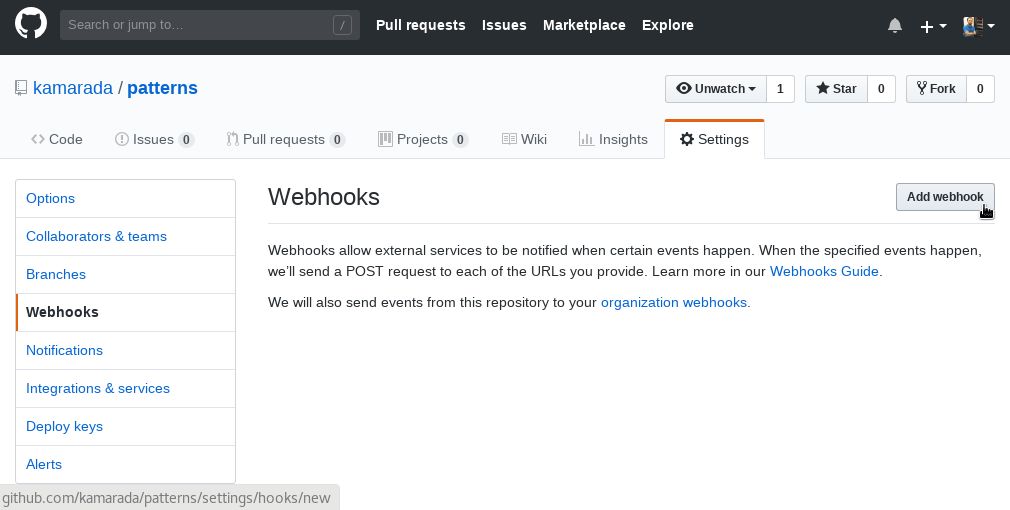 Search or jump to… /
Pull requests Issues Marketplace Explore
kamarada / patterns
Unwatch 1 Star 0 Fork 0
Code Issues 0 Pull requests 0 Projects 0 Wiki Insights Settings
Options
Collaborators & teams
Branches
Webhooks
Notifications
Integrations & services
Deploy keys
Alerts
Webhooks
Add webhook
Webhooks allow external services to be notified when certain events happen. When the specified events happen,
we’ll send a POST request to each of the URLs you provide. Learn more in our Webhooks Guide.
We will also send events from this repository to your organization webhooks.
github.com/kamarada/patterns/settings/hooks/new